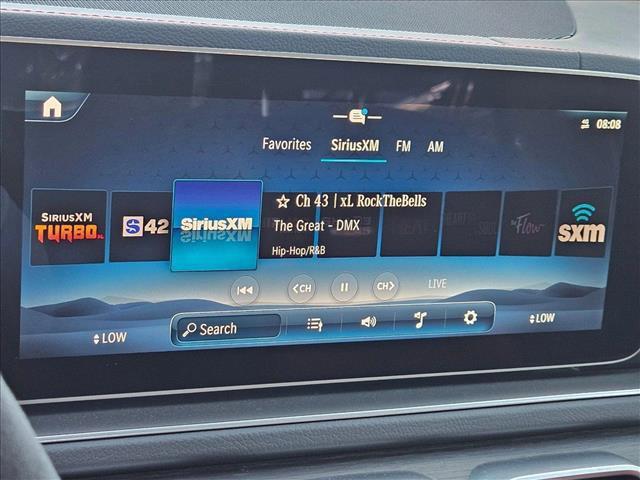 08:08
Favorites SiriusXM FM AM
SIRIUSXM
TURBO
S 42
SiriusXM
☆ Ch 43 | xL RockTheBells
The Great - DMX
Hip-Hop/R&B
The Flow
sxm
<CH CH> LIVE
LOW Search LOW